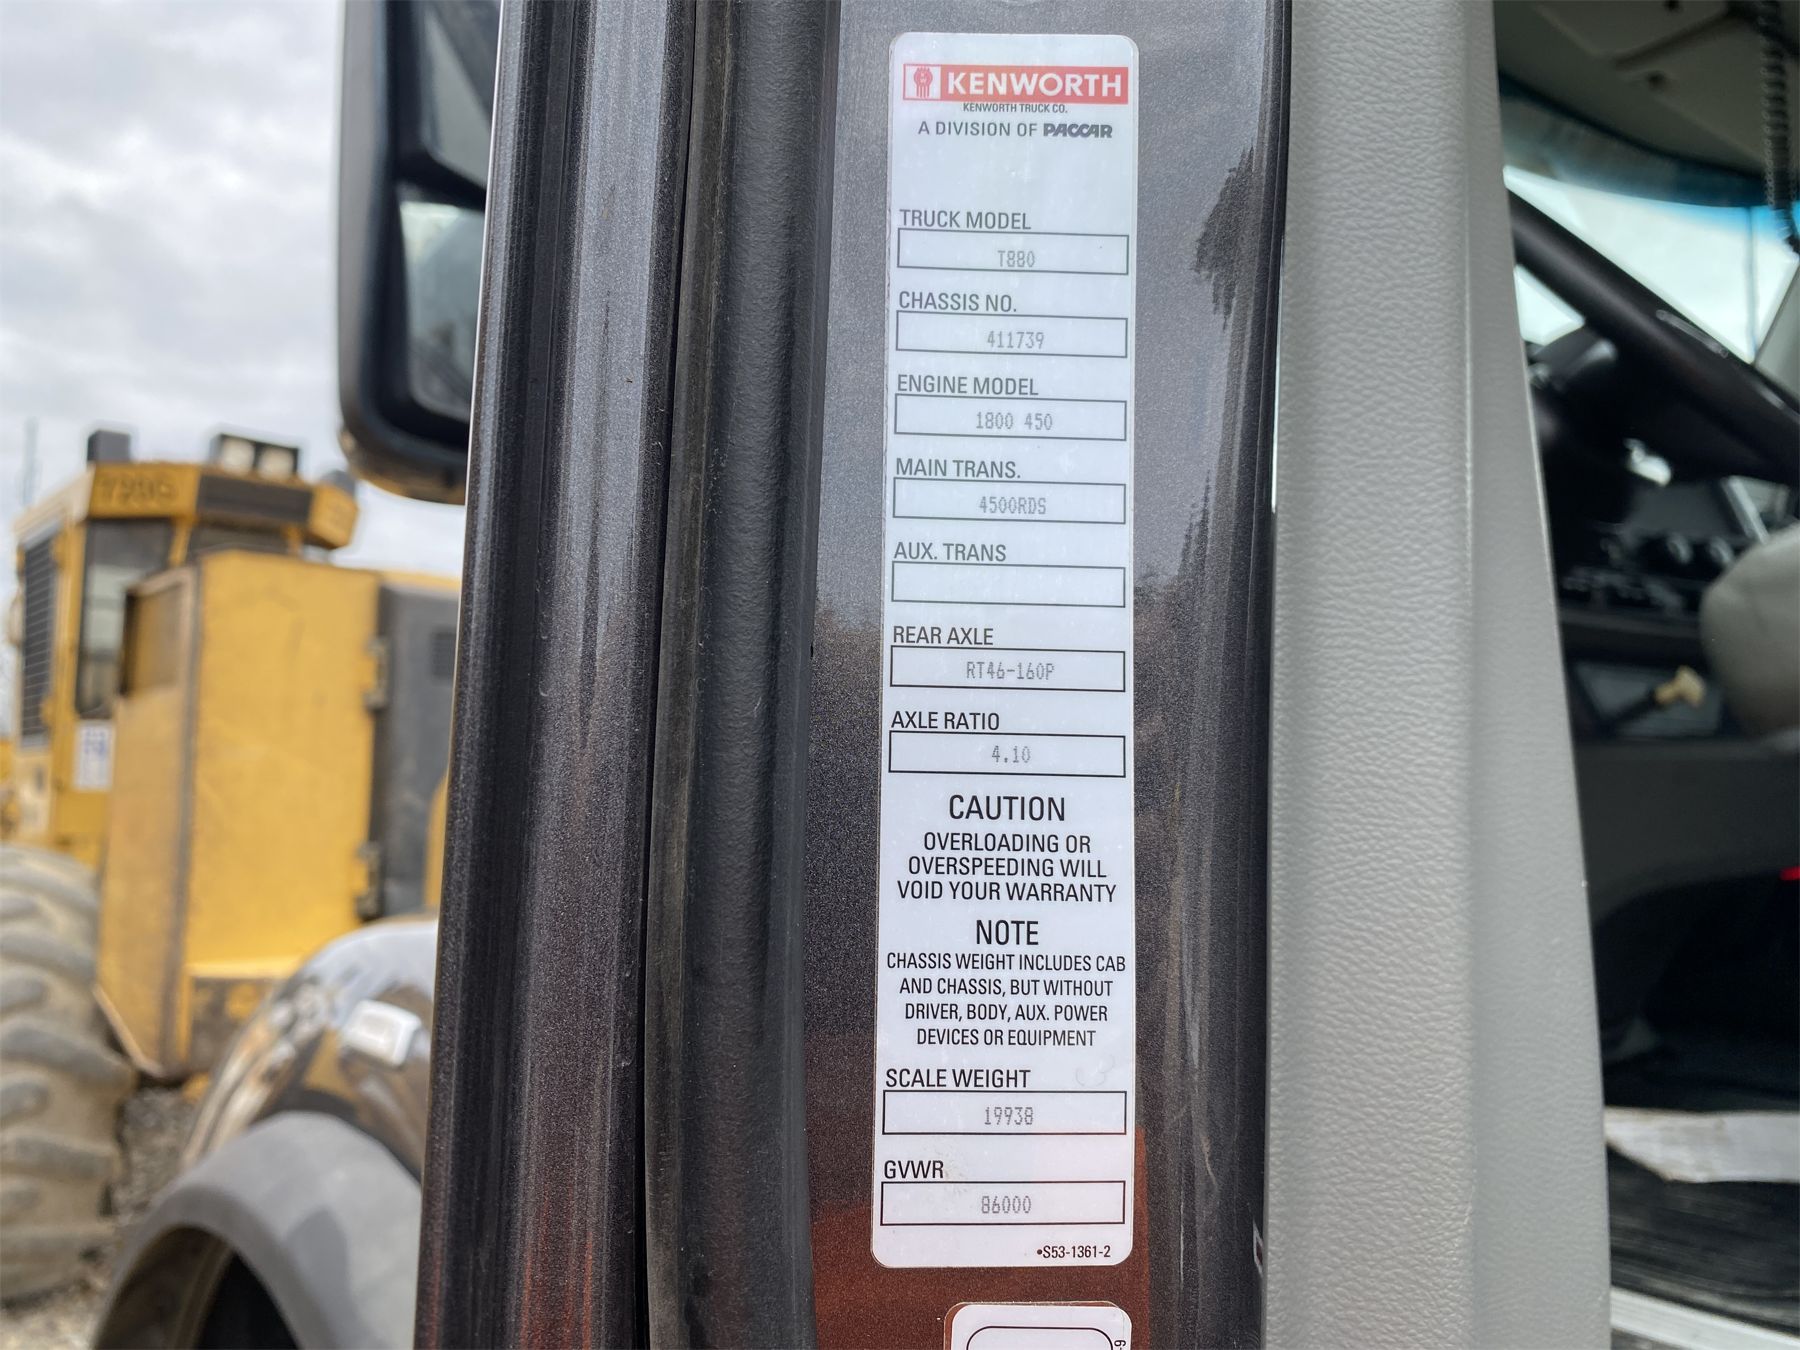 KENWORTH
KENWORTH TRUCK CO.
A DIVISION OF PACCAR
TRUCK MODEL
T880
CHASSIS NO.
411739
ENGINE MODEL
1800 450
MAIN TRANS.
4500RDS
AUX. TRANS
REAR AXLE
RT46-160P
AXLE RATIO
4.10
CAUTION
OVERLOADING OR
OVERSPEEDING WILL
VOID YOUR WARRANTY
NOTE
CHASSIS WEIGHT INCLUDES CAB
AND CHASSIS, BUT WITHOUT
DRIVER, BODY, AUX. POWER
DEVICES OR EQUIPMENT
SCALE WEIGHT
19938
GVWR
86000
•S53-1361-2